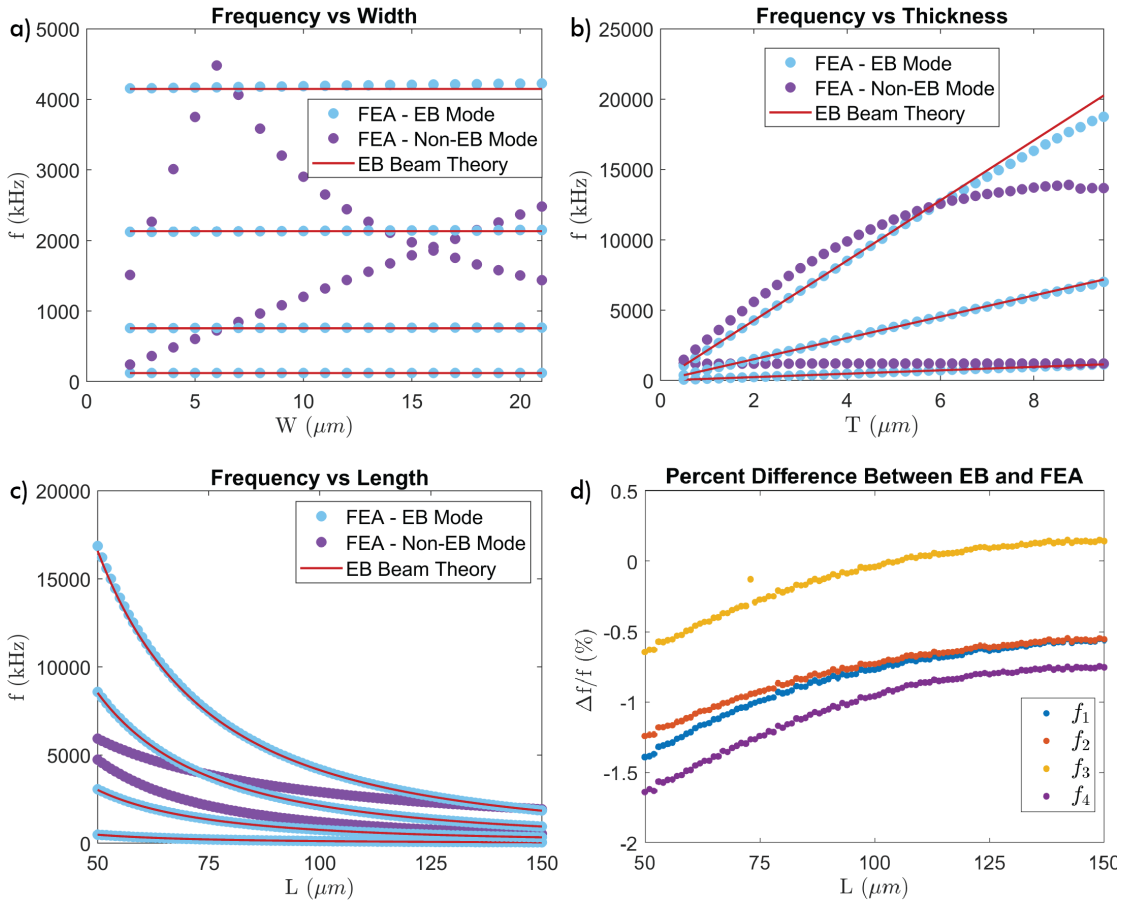 a)
Frequency vs Width
5000
4000
3000
2000
1000
0
f (kHz)
FEA - EB Mode
FEA - Non-EB Mode
EB Beam Theory
0 5 10 15 20
W (μm)
b)
Frequency vs Thickness
25000
20000
15000
10000
5000
0
f (kHz)
FEA - EB Mode
FEA - Non-EB Mode
EB Beam Theory
2 4 6 8
T (μm)
c)
Frequency vs Length
20000
15000
10000
5000
0
f (kHz)
FEA - EB Mode
FEA - Non-EB Mode
EB Beam Theory
50 75 100 125 150
L (μm)
d)
Percent Difference Between EB and FEA
0.5
0
-0.5
-1
-1.5
-2
Δf/f (%)
f₁
f₂
f₃
f₄
50 75 100 125 150
L (μm)